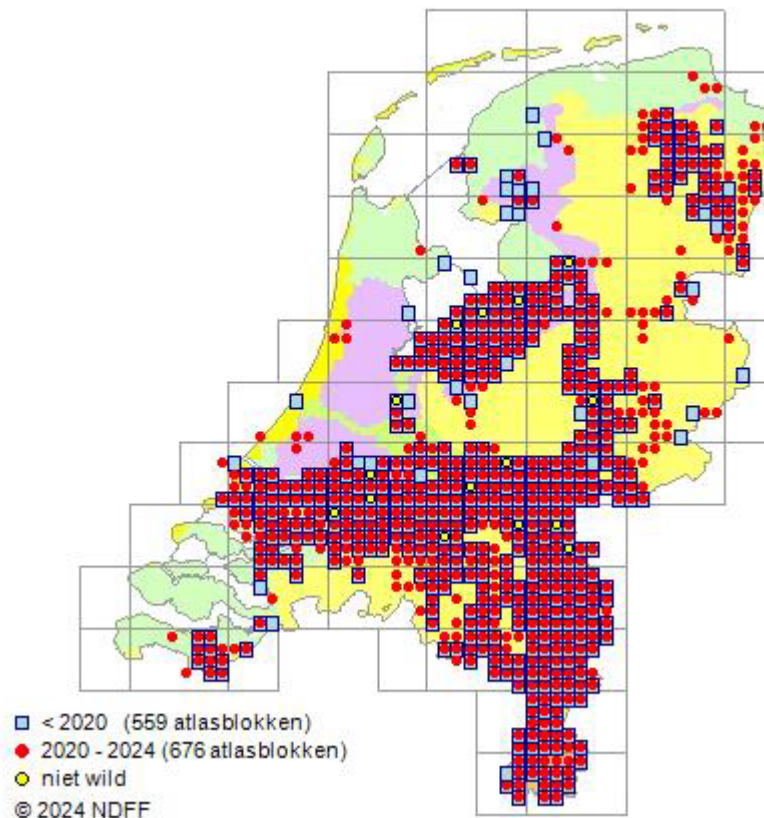 < 2020 (559 atlasblokken)
2020 - 2024 (676 atlasblokken)
niet wild
© 2024 NDFF